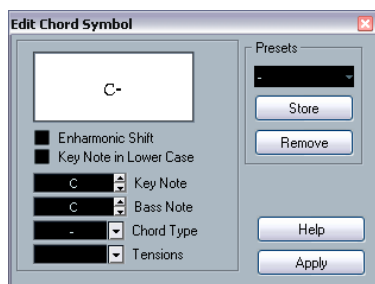 Edit Chord Symbol
C-
Enharmonic Shift
Key Note in Lower Case
C Key Note
C Bass Note
- Chord Type
Tensions
Presets
-
Store
Remove
Help
Apply